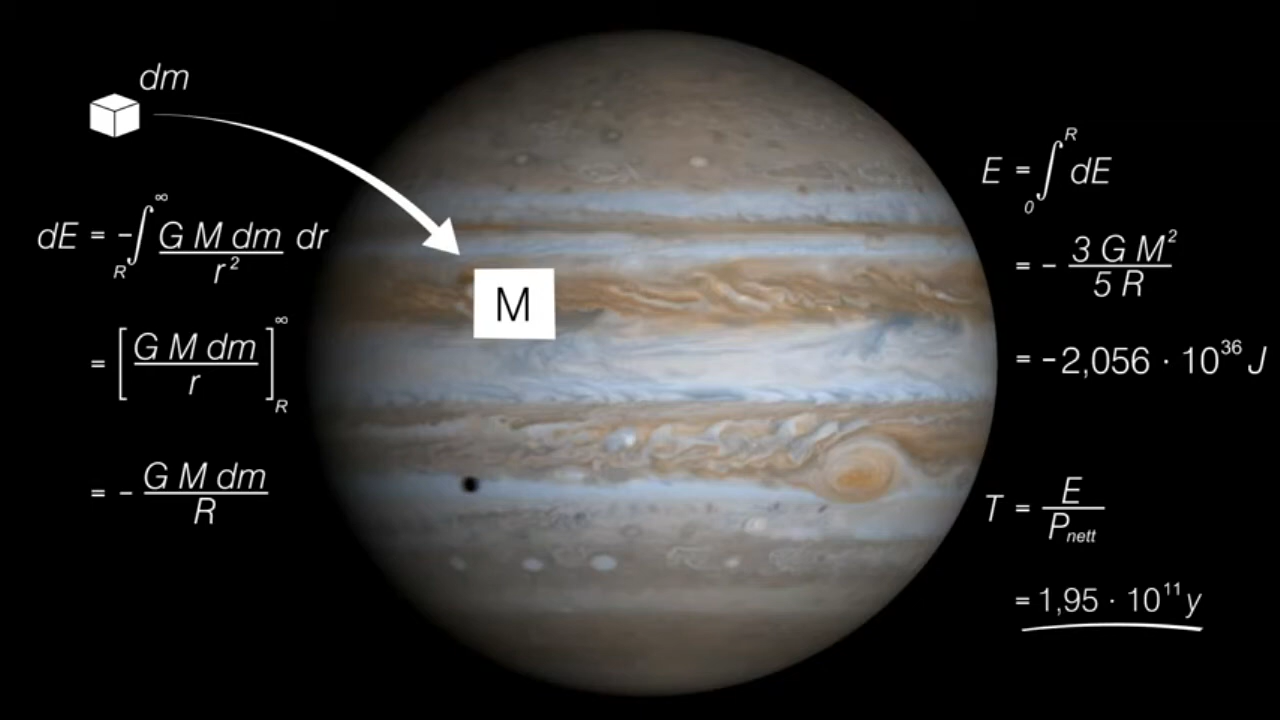 dm
dE = -∫_R^∞ (G M dm / r²) dr
= [G M dm / r]_R^∞
= - G M dm / R
M
E = ∫_0^R dE
= - 3 G M² / 5 R
= -2,056 · 10³⁶ J
T = E / P_nett
= 1,95 · 10¹¹ y